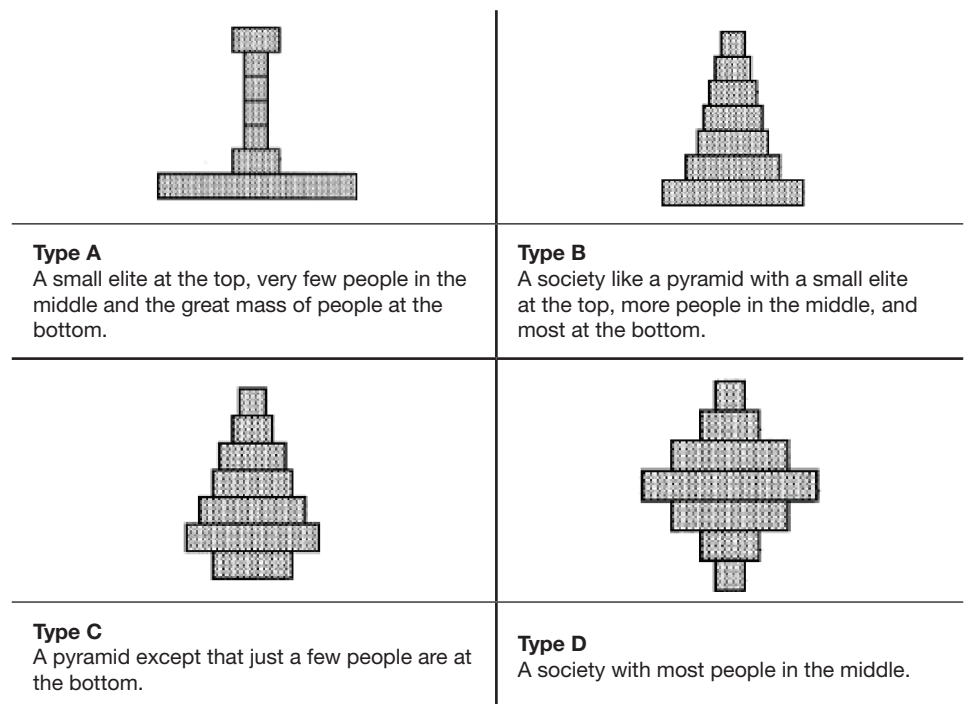 Type A
A small elite at the top, very few people in the
middle and the great mass of people at the
bottom.
Type B
A society like a pyramid with a small elite
at the top, more people in the middle, and
most at the bottom.
Type C
A pyramid except that just a few people are at
the bottom.
Type D
A society with most people in the middle.